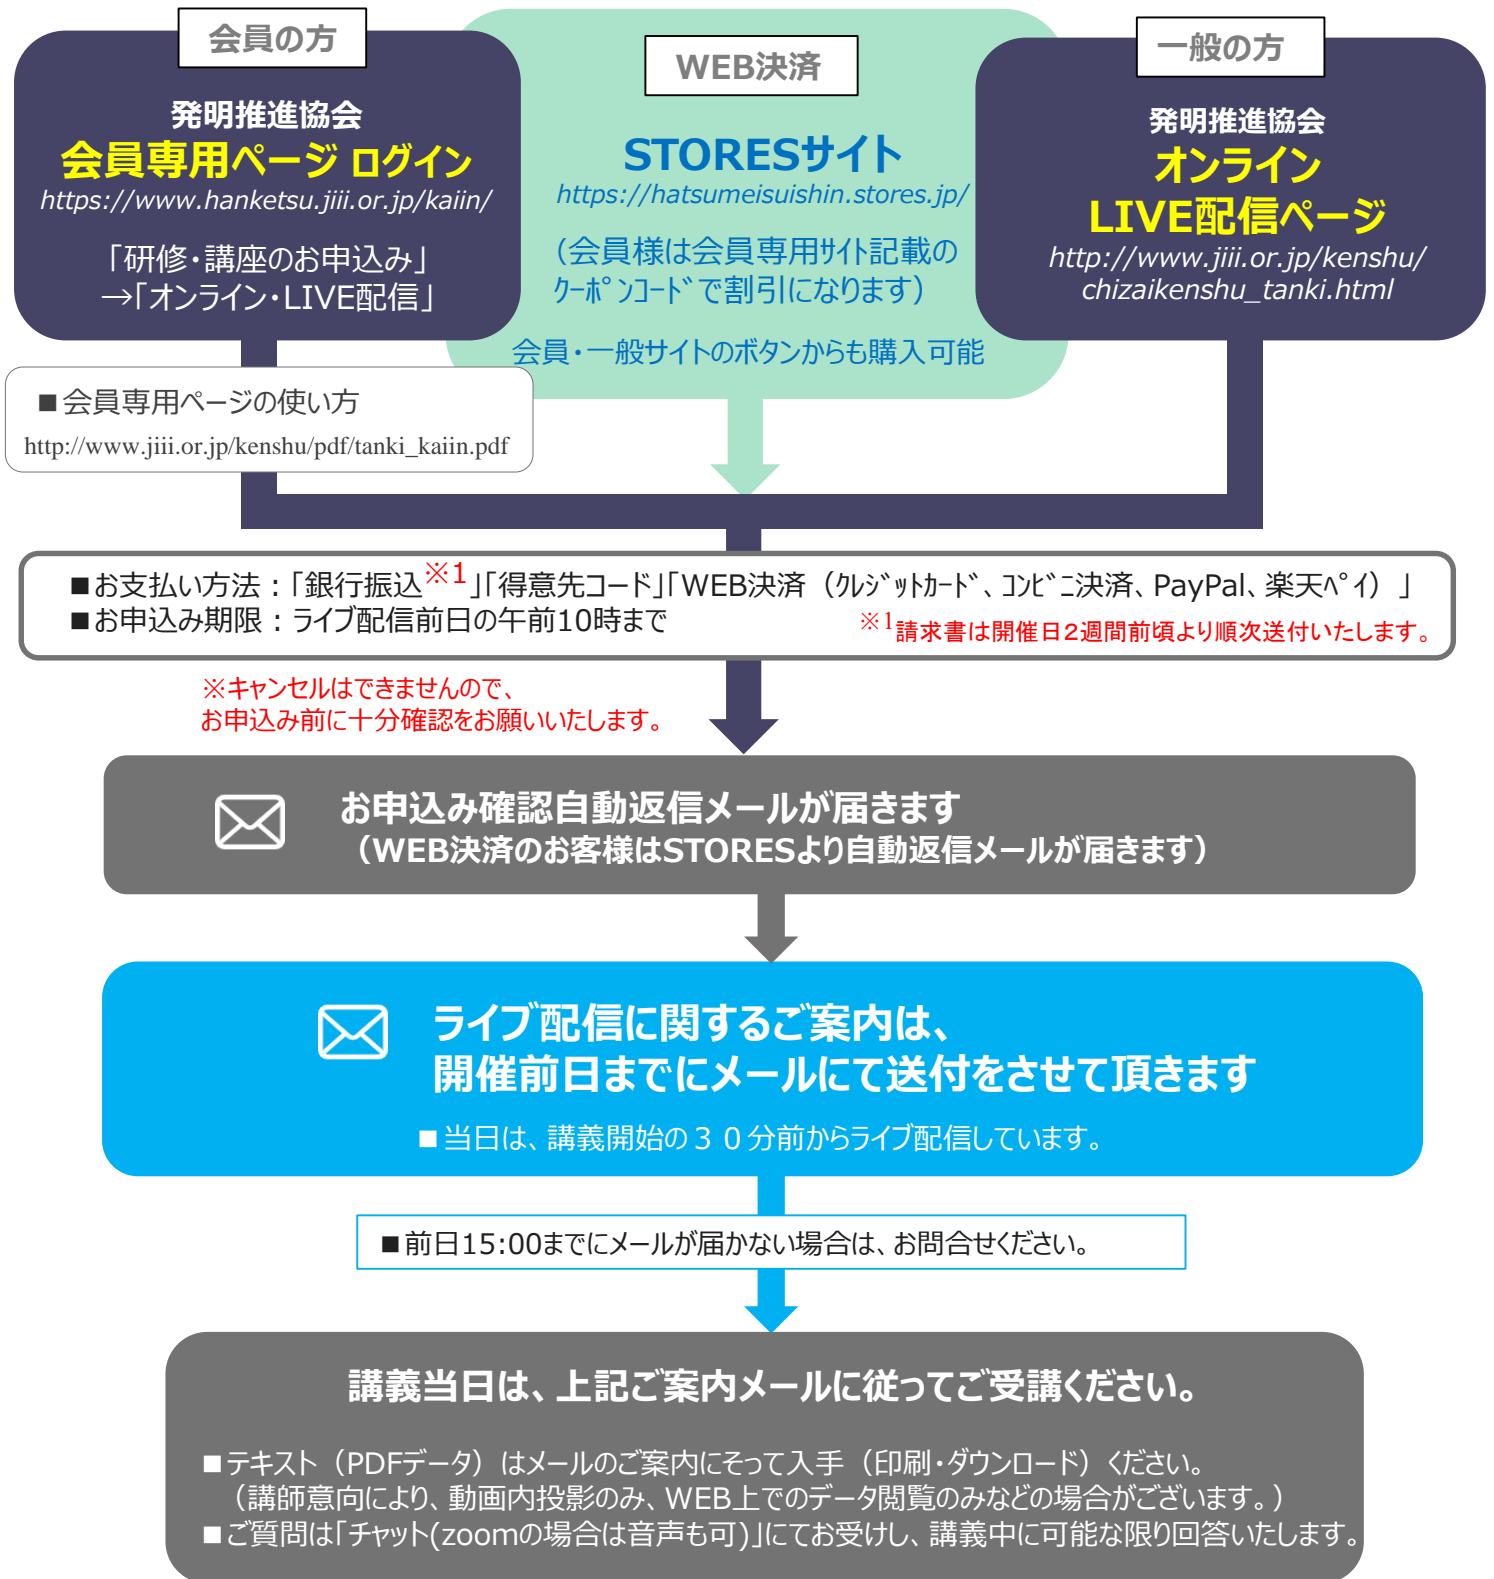 会員の方
発明推進協会
会員専用ページ ログイン
https://www.hanketsu.jiii.or.jp/kaiin/
「研修・講座のお申込み」
→「オンライン・LIVE配信」
WEB決済
STORESサイト
https://hatsumeisuishin.stores.jp/
（会員様は会員専用ｻｲﾄ記載の
ｸｰﾎﾟﾝｺｰﾄﾞで割引になります）
会員・一般サイトのボタンからも購入可能
一般の方
発明推進協会
オンライン
LIVE配信ページ
http://www.jiii.or.jp/kenshu/
chizaikenshu_tanki.html
■会員専用ページの使い方
http://www.jiii.or.jp/kenshu/pdf/tanki_kaiin.pdf
■お支払い方法：「銀行振込※1」「得意先コード」「WEB決済（ｸﾚｼﾞｯﾄｶｰﾄﾞ、ｺﾝﾋﾞﾆ決済、PayPal、楽天ﾍﾟｲ）」
■お申込み期限：ライブ配信前日の午前10時まで
※1請求書は開催日２週間前頃より順次送付いたします。
※キャンセルはできませんので、
お申込み前に十分確認をお願いいたします。
お申込み確認自動返信メールが届きます
（WEB決済のお客様はSTORESより自動返信メールが届きます）
ライブ配信に関するご案内は、
開催前日までにメールにて送付をさせて頂きます
■当日は、講義開始の３０分前からライブ配信しています。
■前日15:00までにメールが届かない場合は、お問合せください。
講義当日は、上記ご案内メールに従ってご受講ください。
■テキスト（PDFデータ）はメールのご案内にそって入手（印刷・ダウンロード）ください。
（講師意向により、動画内投影のみ、WEB上でのデータ閲覧のみなどの場合がございます。）
■ご質問は「チャット(zoomの場合は音声も可)」にてお受けし、講義中に可能な限り回答いたします。